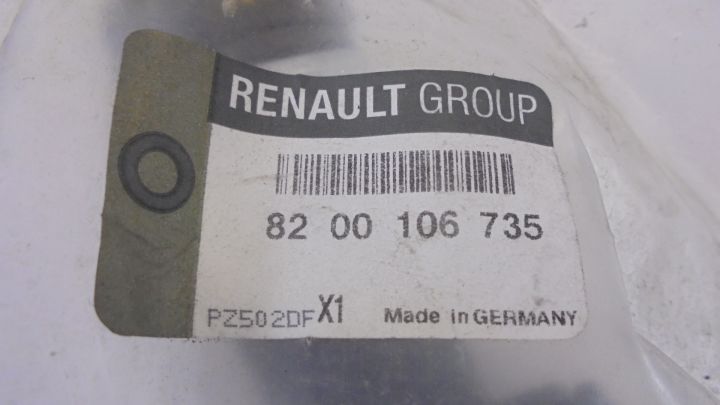 RENAULT GROUP
82 00 106 735
PZ502DF X1 Made in GERMANY